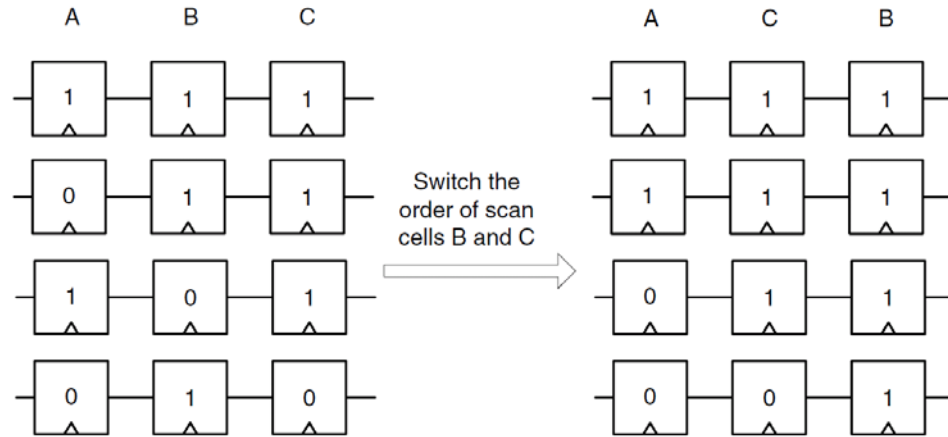 A B C A C B
1 1 1 1 1 1
0 1 1 1 1 1
Switch the
order of scan
cells B and C
1 0 1 0 1 1
0 1 0 0 0 1